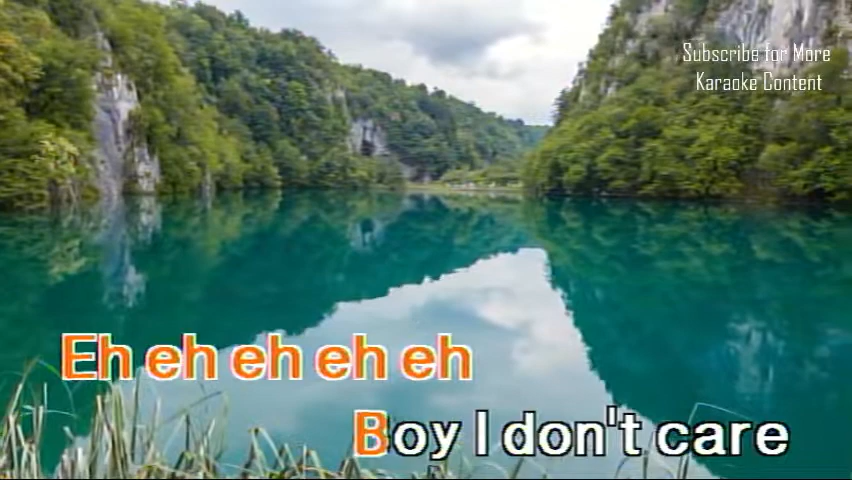 Subscribe for More
Karaoke Content
Eh eh eh eh eh
Boy I don't care